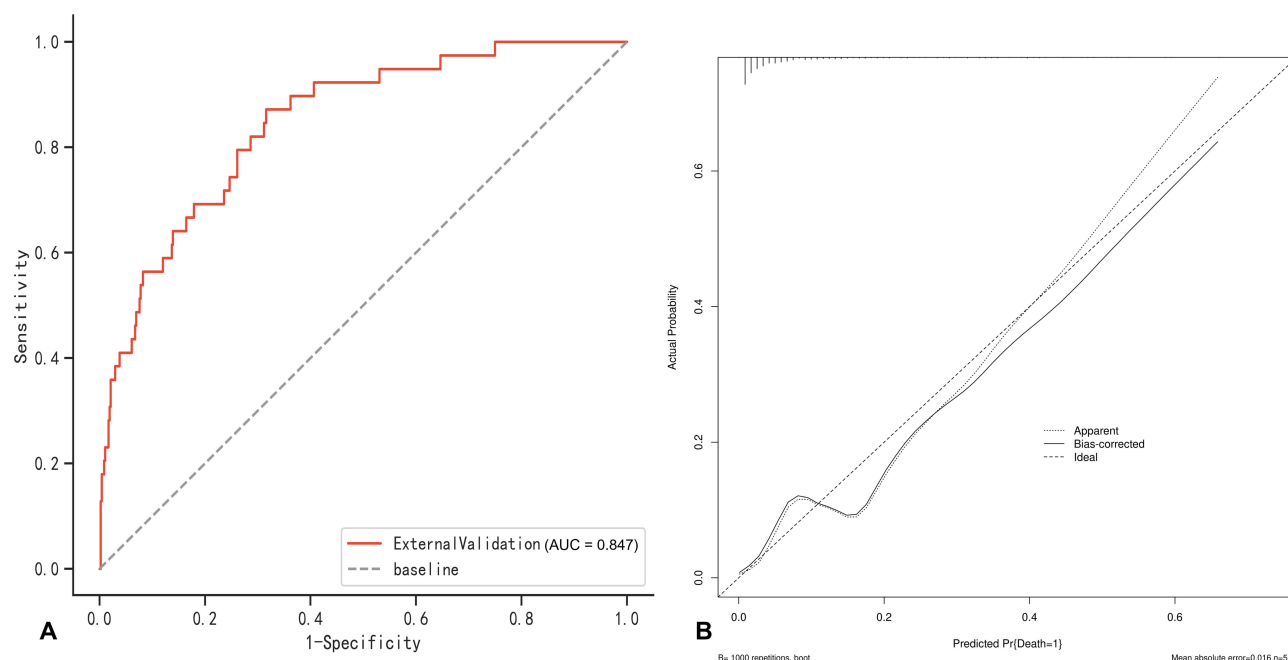 1.0
0.8
0.6
0.4
0.2
0.0
Sensitivity
ExternalValidation (AUC = 0.847)
baseline
0.0 0.2 0.4 0.6 0.8 1.0
1-Specificity
A
0.6
0.4
0.2
0.0
Actual Probability
Apparent
Bias-corrected
Ideal
0.0 0.2 0.4 0.6
Predicted Pr{Death=1}
B
B= 1000 repetitions, boot
Mean absolute error=0.016 n=5